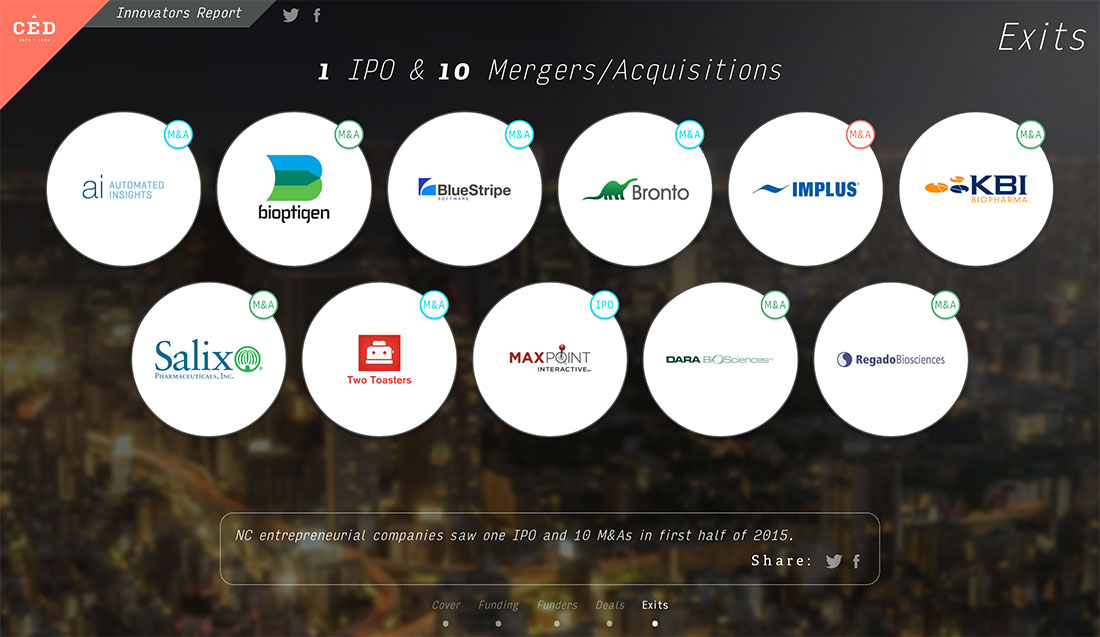 CED
Innovators Report
Exits
1 IPO & 10 Mergers/Acquisitions
M&A
ai AUTOMATED
INSIGHTS
M&A
bioptigen
M&A
BlueStripe
SOFTWARE
M&A
Bronto
M&A
IMPLUS
M&A
KBI
BIOPHARMA
M&A
Salix®
PHARMACEUTICALS, INC.
M&A
Two Toasters
IPO
MAXPOINT
INTERACTIVE
M&A
DARA BIOSciences
M&A
RegadoBiosciences
NC entrepreneurial companies saw one IPO and 10 M&As in first half of 2015.
Share:
Cover Funding Funders Deals Exits